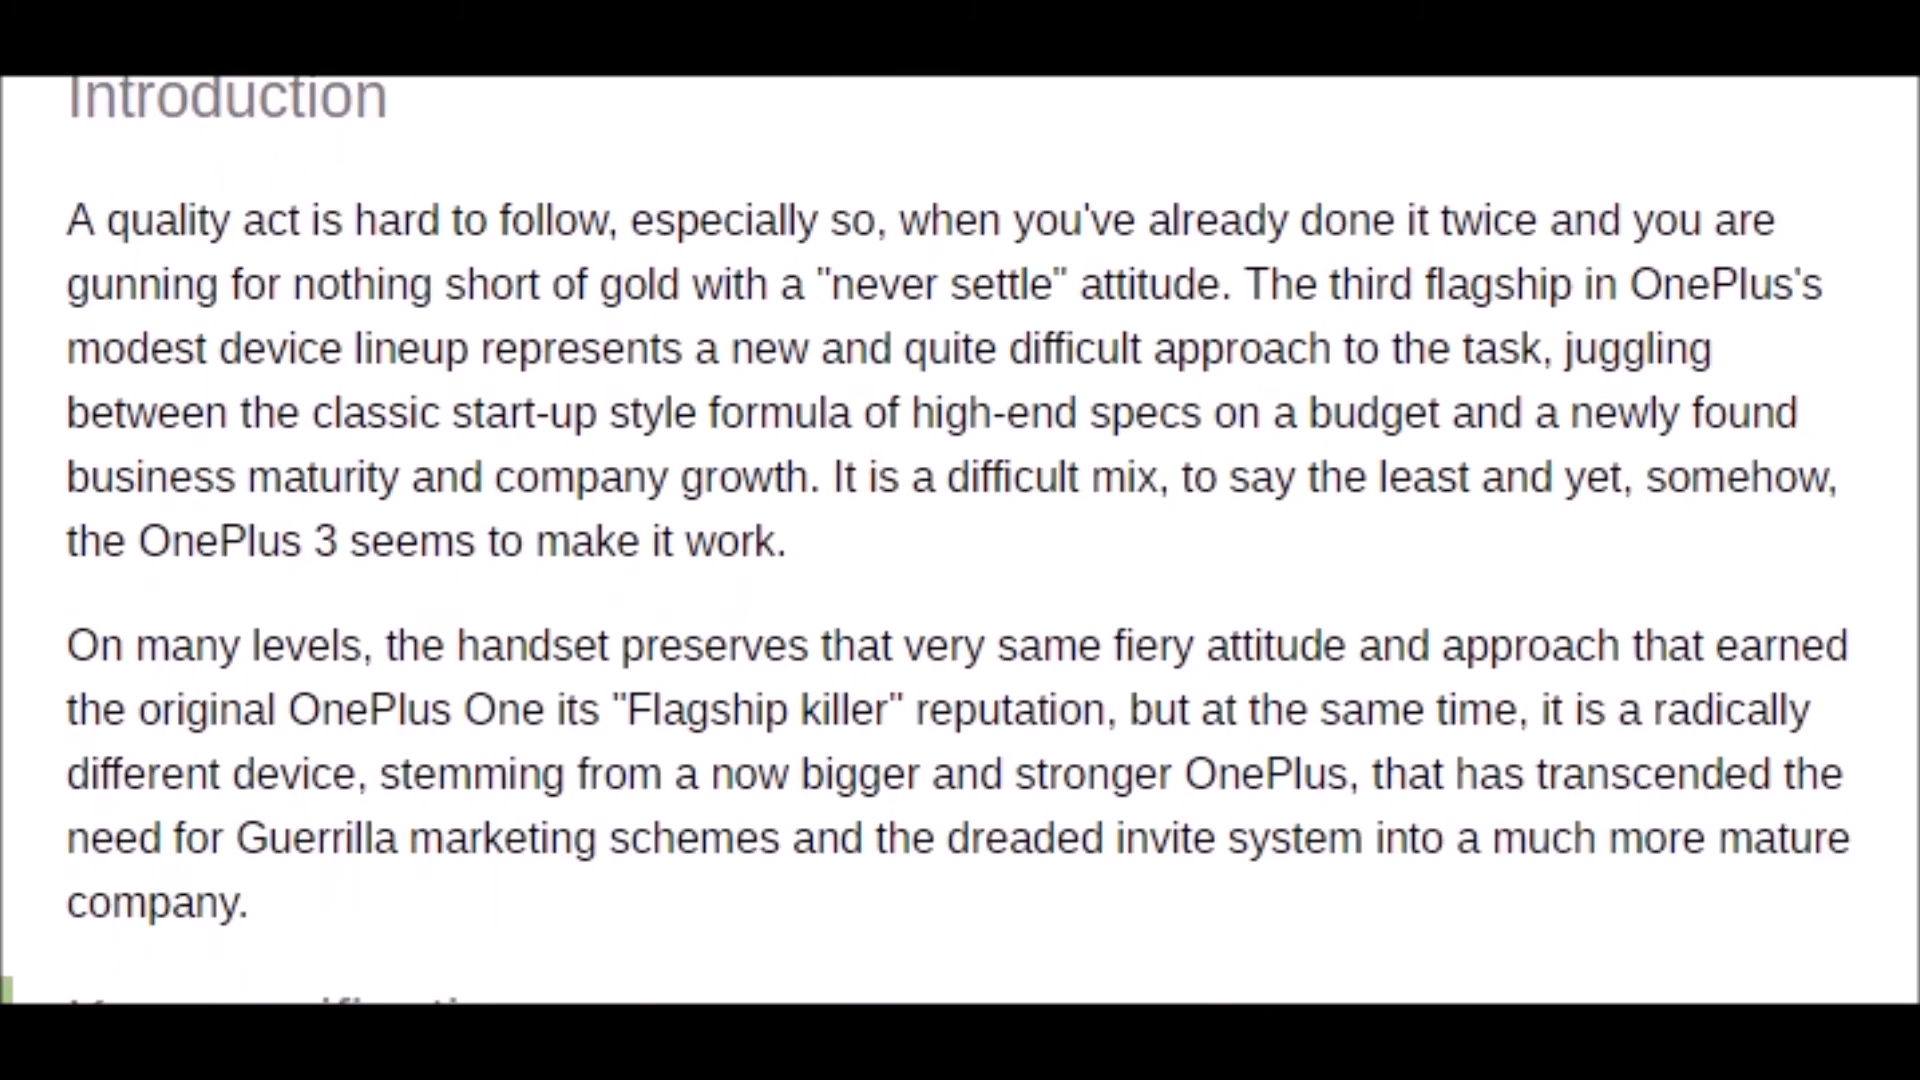 Introduction
A quality act is hard to follow, especially so, when you've already done it twice and you are
gunning for nothing short of gold with a "never settle" attitude. The third flagship in OnePlus's
modest device lineup represents a new and quite difficult approach to the task, juggling
between the classic start-up style formula of high-end specs on a budget and a newly found
business maturity and company growth. It is a difficult mix, to say the least and yet, somehow,
the OnePlus 3 seems to make it work.
On many levels, the handset preserves that very same fiery attitude and approach that earned
the original OnePlus One its "Flagship killer" reputation, but at the same time, it is a radically
different device, stemming from a now bigger and stronger OnePlus, that has transcended the
need for Guerrilla marketing schemes and the dreaded invite system into a much more mature
company.